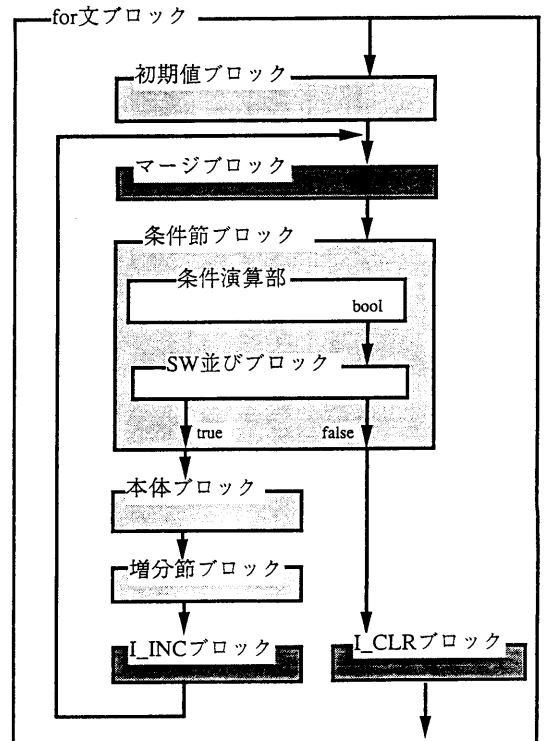 for文ブロック
初期値ブロック
マージブロック
条件節ブロック
条件演算部
bool
SW並びブロック
true
false
本体ブロック
増分節ブロック
I_INCブロック
I_CLRブロック